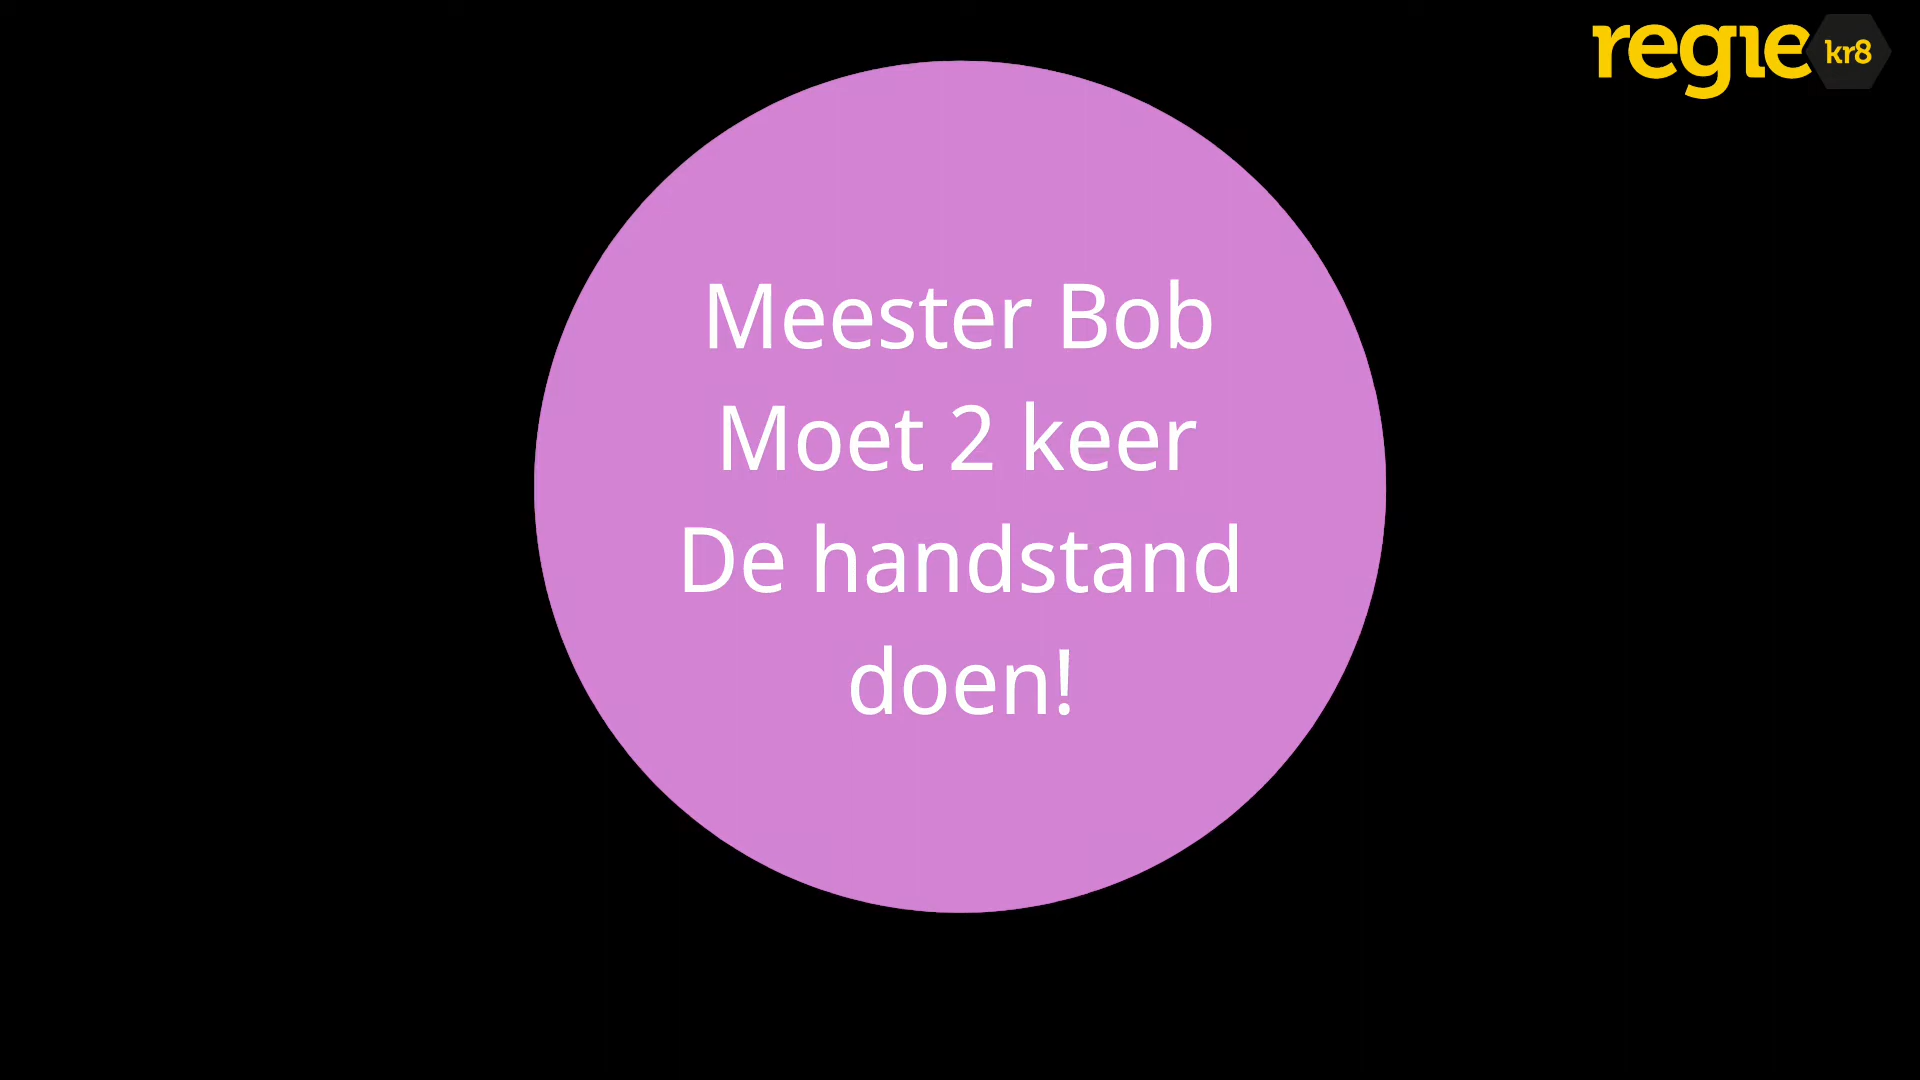 regie kr8
Meester Bob
Moet 2 keer
De handstand
doen!